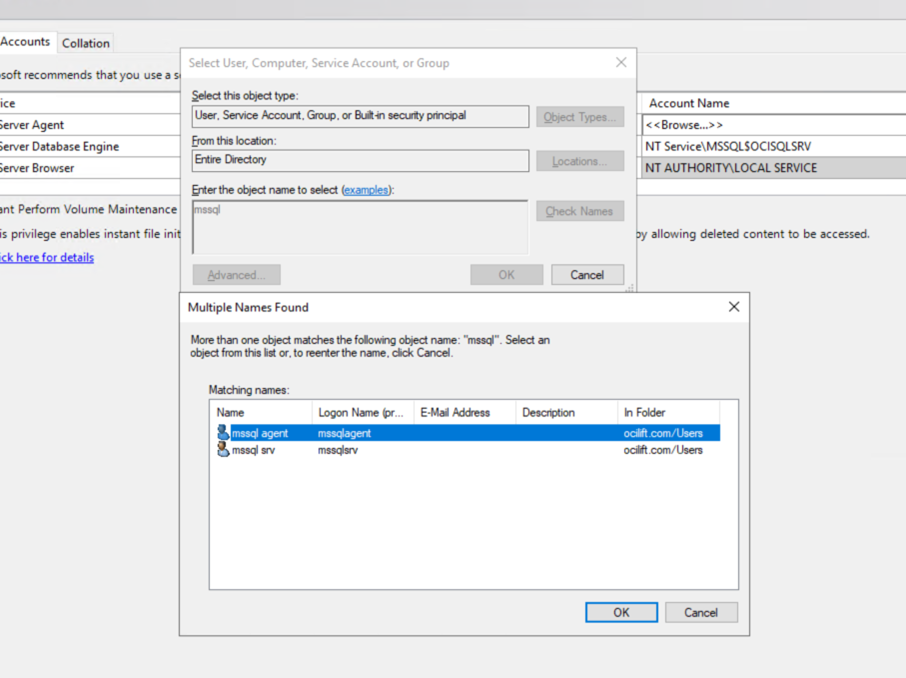 Accounts Collation
Select User, Computer, Service Account, or Group
soft recommends that you use a
Select this object type:
ice Account Name
User, Service Account, Group, or Built-in security principal Object Types...
Server Agent <<Browse...>>
From this location:
Server Database Engine NT Service\MSSQL$OCISQLSRV
Entire Directory Locations...
Server Browser NT AUTHORITY\LOCAL SERVICE
Enter the object name to select (examples):
ant Perform Volume Maintenance
mssql Check Names
is privilege enables instant file init by allowing deleted content to be accessed.
ick here for details
Advanced... OK Cancel
Multiple Names Found
More than one object matches the following object name: "mssql". Select an
object from this list or, to reenter the name, click Cancel.
Matching names:
Name Logon Name (pr... E-Mail Address Description In Folder
mssql agent mssqlagent ocilift.com/Users
mssql srv mssqlsrv ocilift.com/Users
OK Cancel